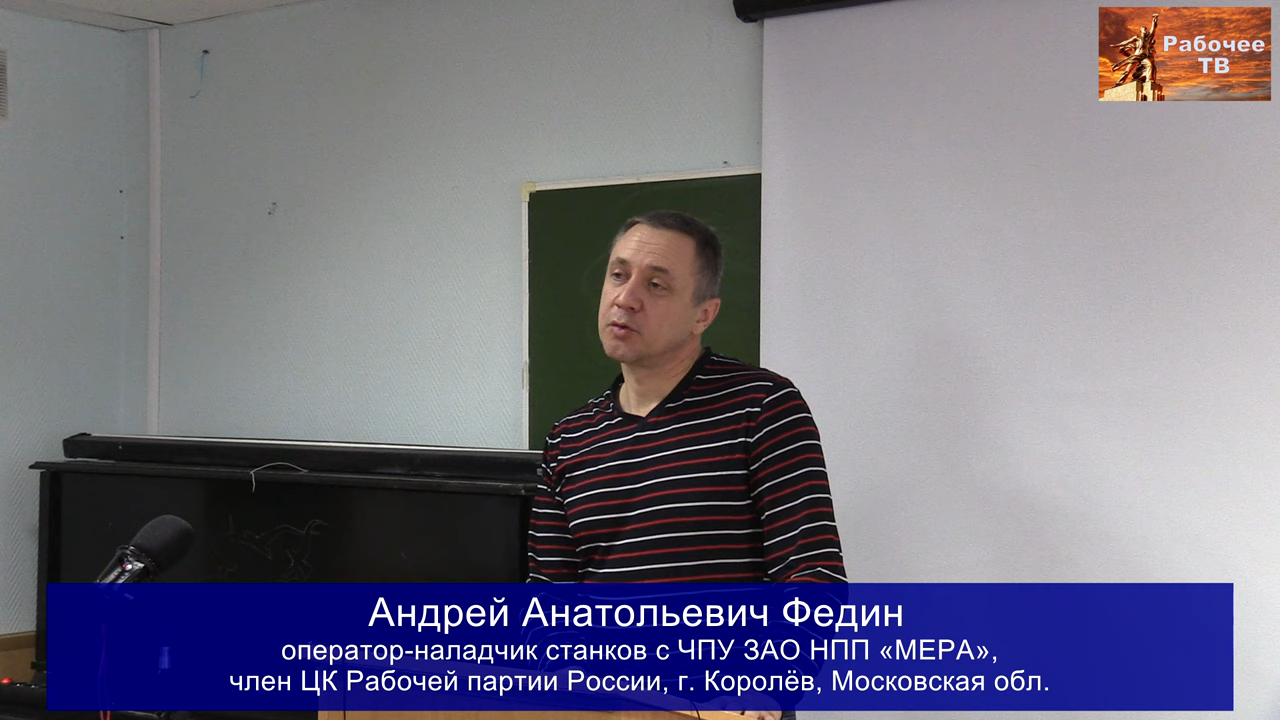 Рабочее
ТВ
Андрей Анатольевич Федин
оператор-наладчик станков с ЧПУ ЗАО НПП «МЕРА»,
член ЦК Рабочей партии России, г. Королёв, Московская обл.